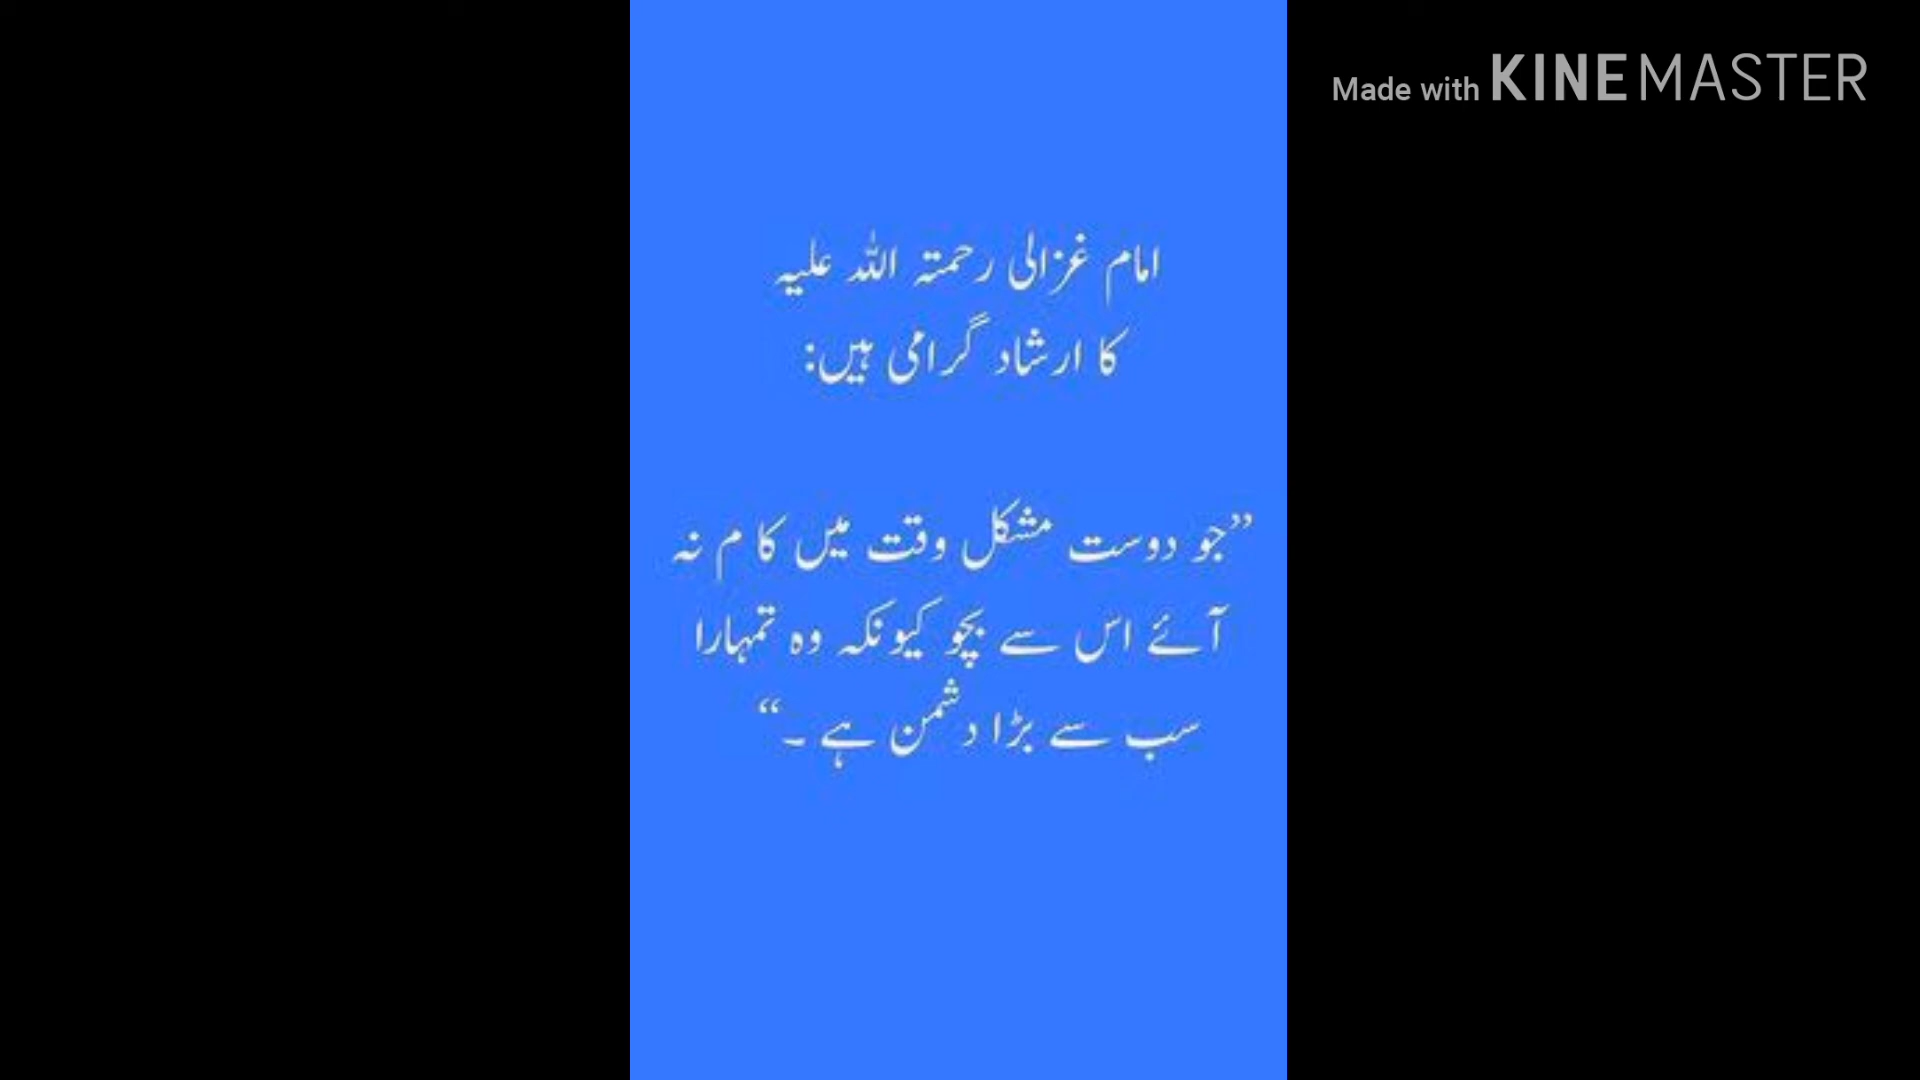 Made with KINEMASTER
امام غزالی رحمتہ اللہ علیہ
کا ارشاد گرامی ہیں:
”جو دوست مشکل وقت میں کا م نہ
آئے اس سے بچو کیونکہ وہ تمہارا
سب سے بڑا دشمن ہے ۔“